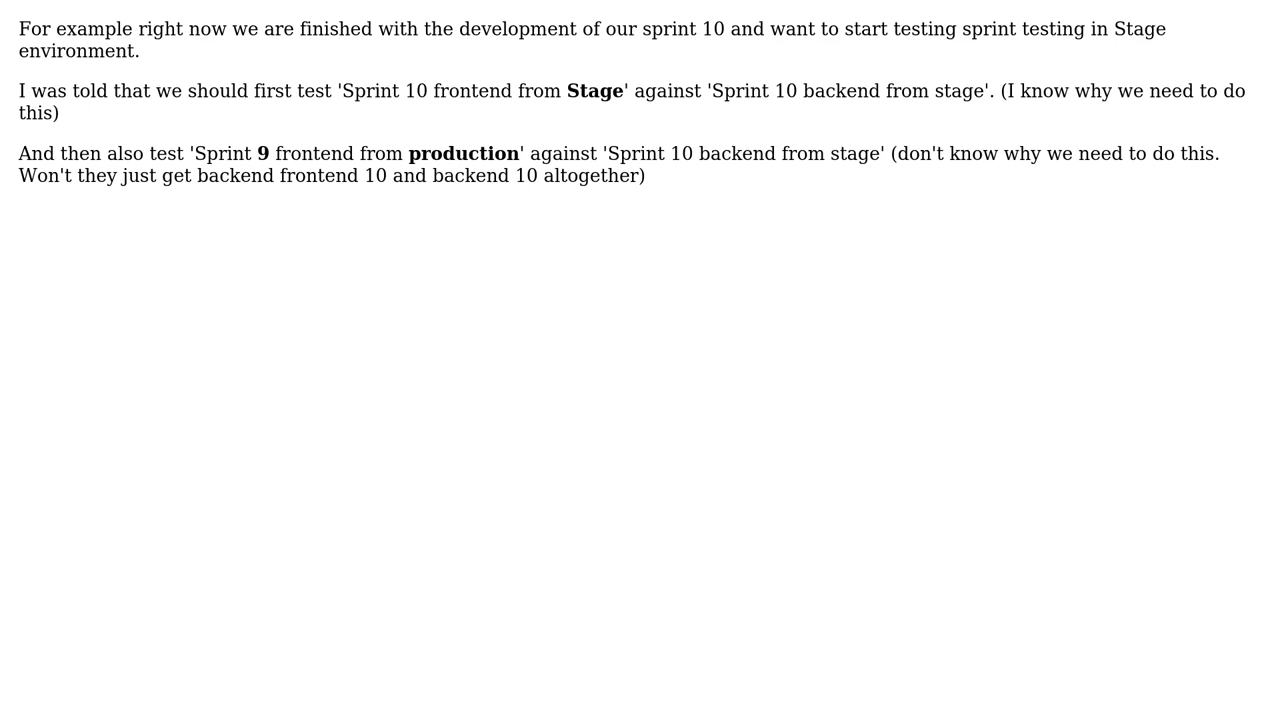 For example right now we are finished with the development of our sprint 10 and want to start testing sprint testing in Stage
environment.
I was told that we should first test 'Sprint 10 frontend from Stage' against 'Sprint 10 backend from stage'. (I know why we need to do
this)
And then also test 'Sprint 9 frontend from production' against 'Sprint 10 backend from stage' (don't know why we need to do this.
Won't they just get backend frontend 10 and backend 10 altogether)